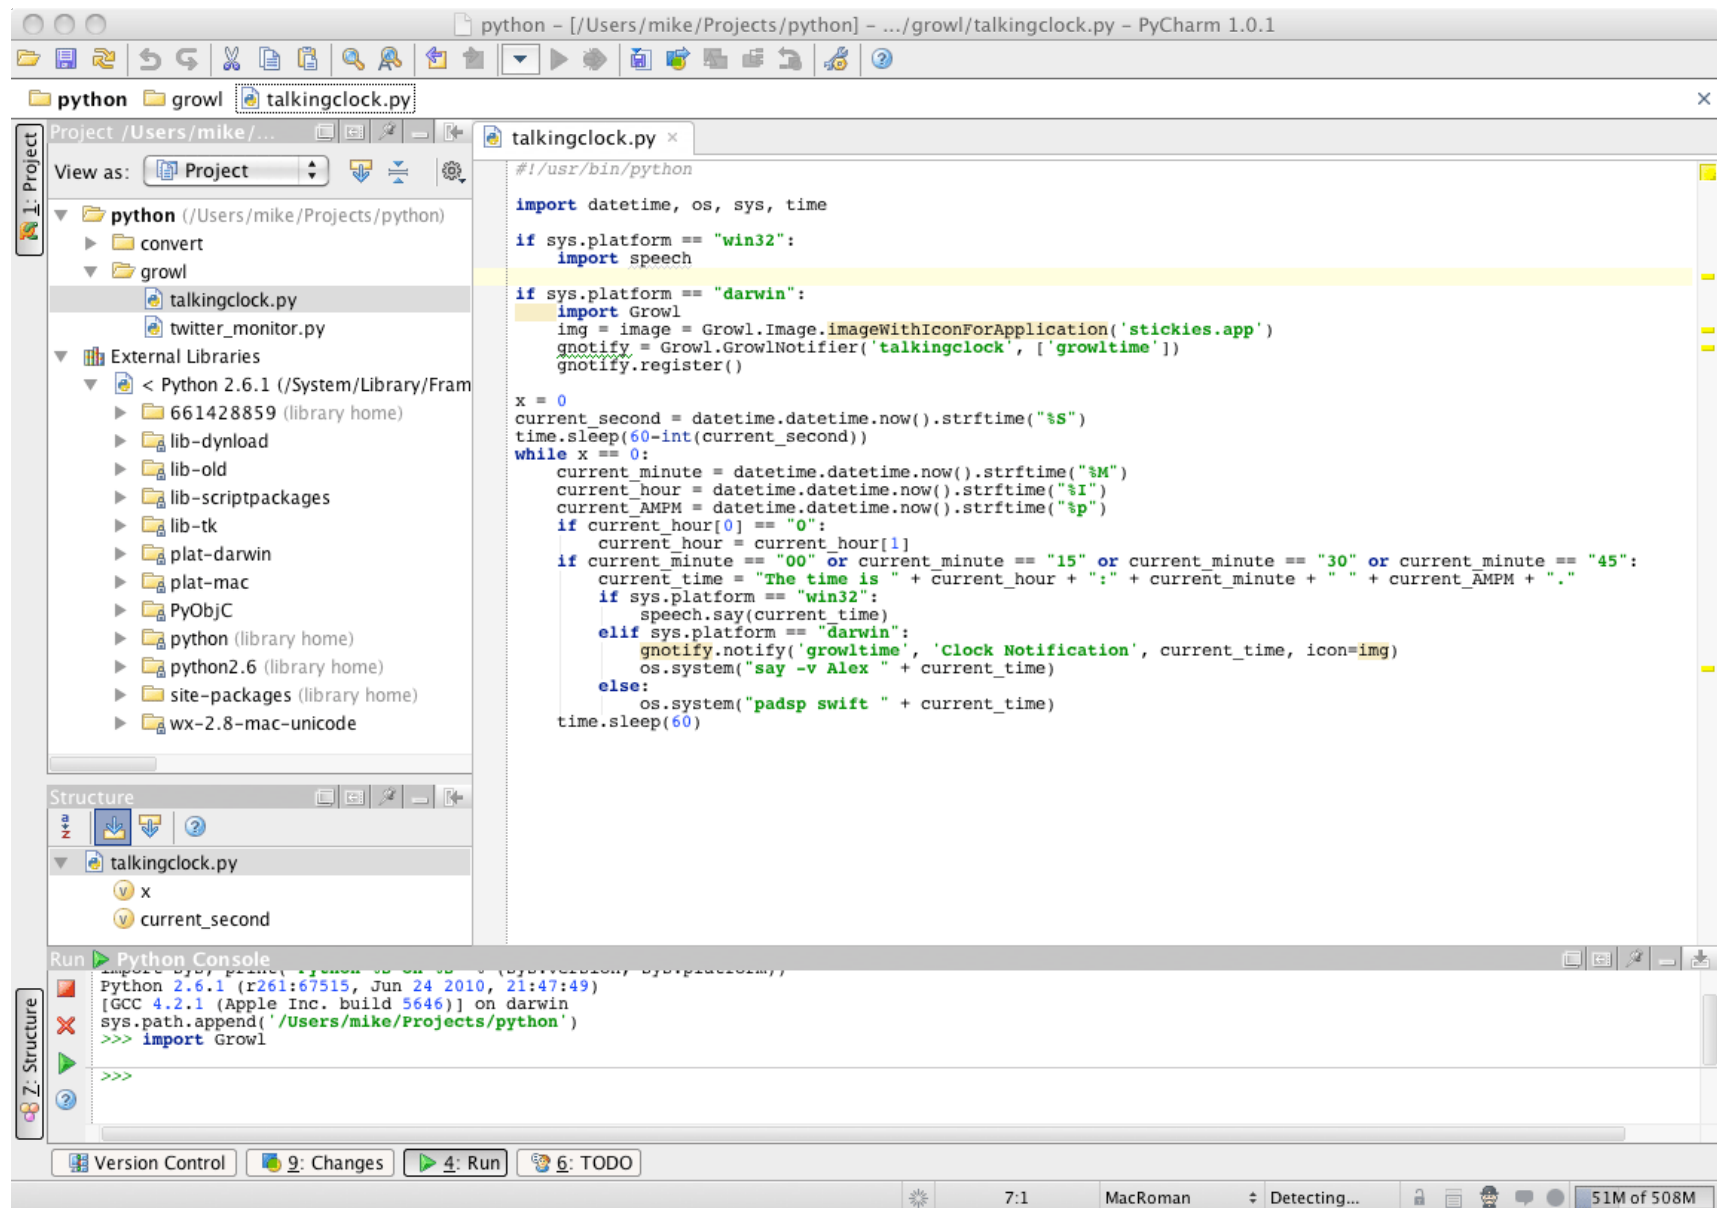 python – [/Users/mike/Projects/python] – .../growl/talkingclock.py – PyCharm 1.0.1
python growl talkingclock.py
1: Project
Project /Users/mike/...
View as: Project
python (/Users/mike/Projects/python)
convert
growl
talkingclock.py
twitter_monitor.py
External Libraries
< Python 2.6.1 (/System/Library/Fram
661428859 (library home)
lib-dynload
lib-old
lib-scriptpackages
lib-tk
plat-darwin
plat-mac
PyObjC
python (library home)
python2.6 (library home)
site-packages (library home)
wx-2.8-mac-unicode
talkingclock.py
#!/usr/bin/python
import datetime, os, sys, time
if sys.platform == "win32":
    import speech
if sys.platform == "darwin":
    import Growl
    img = image = Growl.Image.imageWithIconForApplication('stickies.app')
    gnotify = Growl.GrowlNotifier('talkingclock', ['growltime'])
    gnotify.register()
x = 0
current_second = datetime.datetime.now().strftime("%S")
time.sleep(60-int(current_second))
while x == 0:
    current_minute = datetime.datetime.now().strftime("%M")
    current_hour = datetime.datetime.now().strftime("%I")
    current_AMPM = datetime.datetime.now().strftime("%p")
    if current_hour[0] == "0":
        current_hour = current_hour[1]
    if current_minute == "00" or current_minute == "15" or current_minute == "30" or current_minute == "45":
        current_time = "The time is " + current_hour + ":" + current_minute + " " + current_AMPM + "."
        if sys.platform == "win32":
            speech.say(current_time)
        elif sys.platform == "darwin":
            gnotify.notify('growltime', 'Clock Notification', current_time, icon=img)
            os.system("say -v Alex " + current_time)
        else:
            os.system("padsp swift " + current_time)
    time.sleep(60)
Structure
talkingclock.py
x
current_second
Run Python Console
import sys; print('Python %s on %s' % (sys.version, sys.platform))
Python 2.6.1 (r261:67515, Jun 24 2010, 21:47:49)
[GCC 4.2.1 (Apple Inc. build 5646)] on darwin
sys.path.append('/Users/mike/Projects/python')
>>> import Growl
>>>
7: Structure
Version Control 9: Changes 4: Run 6: TODO
7:1 MacRoman Detecting... 51M of 508M